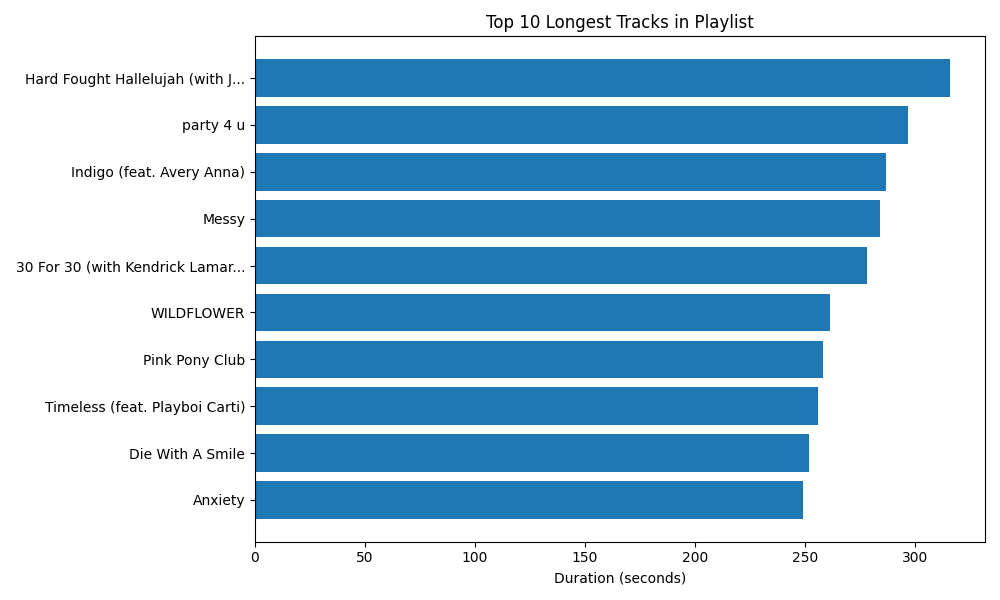 Top 10 Longest Tracks in Playlist
Hard Fought Hallelujah (with J...
party 4 u
Indigo (feat. Avery Anna)
Messy
30 For 30 (with Kendrick Lamar...
WILDFLOWER
Pink Pony Club
Timeless (feat. Playboi Carti)
Die With A Smile
Anxiety
0 50 100 150 200 250 300
Duration (seconds)